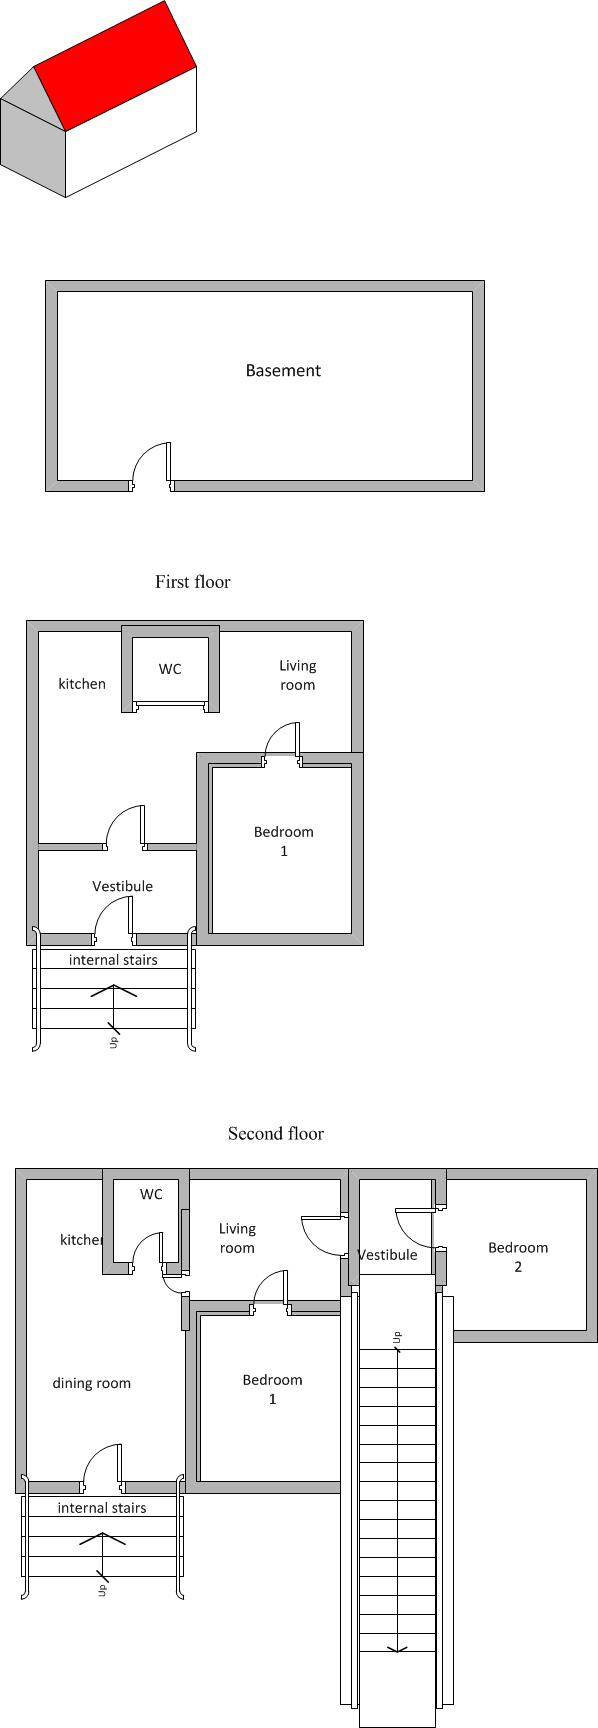 Basement
First floor
kitchen
WC
Living
room
Bedroom
1
Vestibule
internal stairs
Up
Second floor
WC
kitchen
Living
room
Vestibule
Bedroom
2
Up
dining room
Bedroom
1
internal stairs
Up